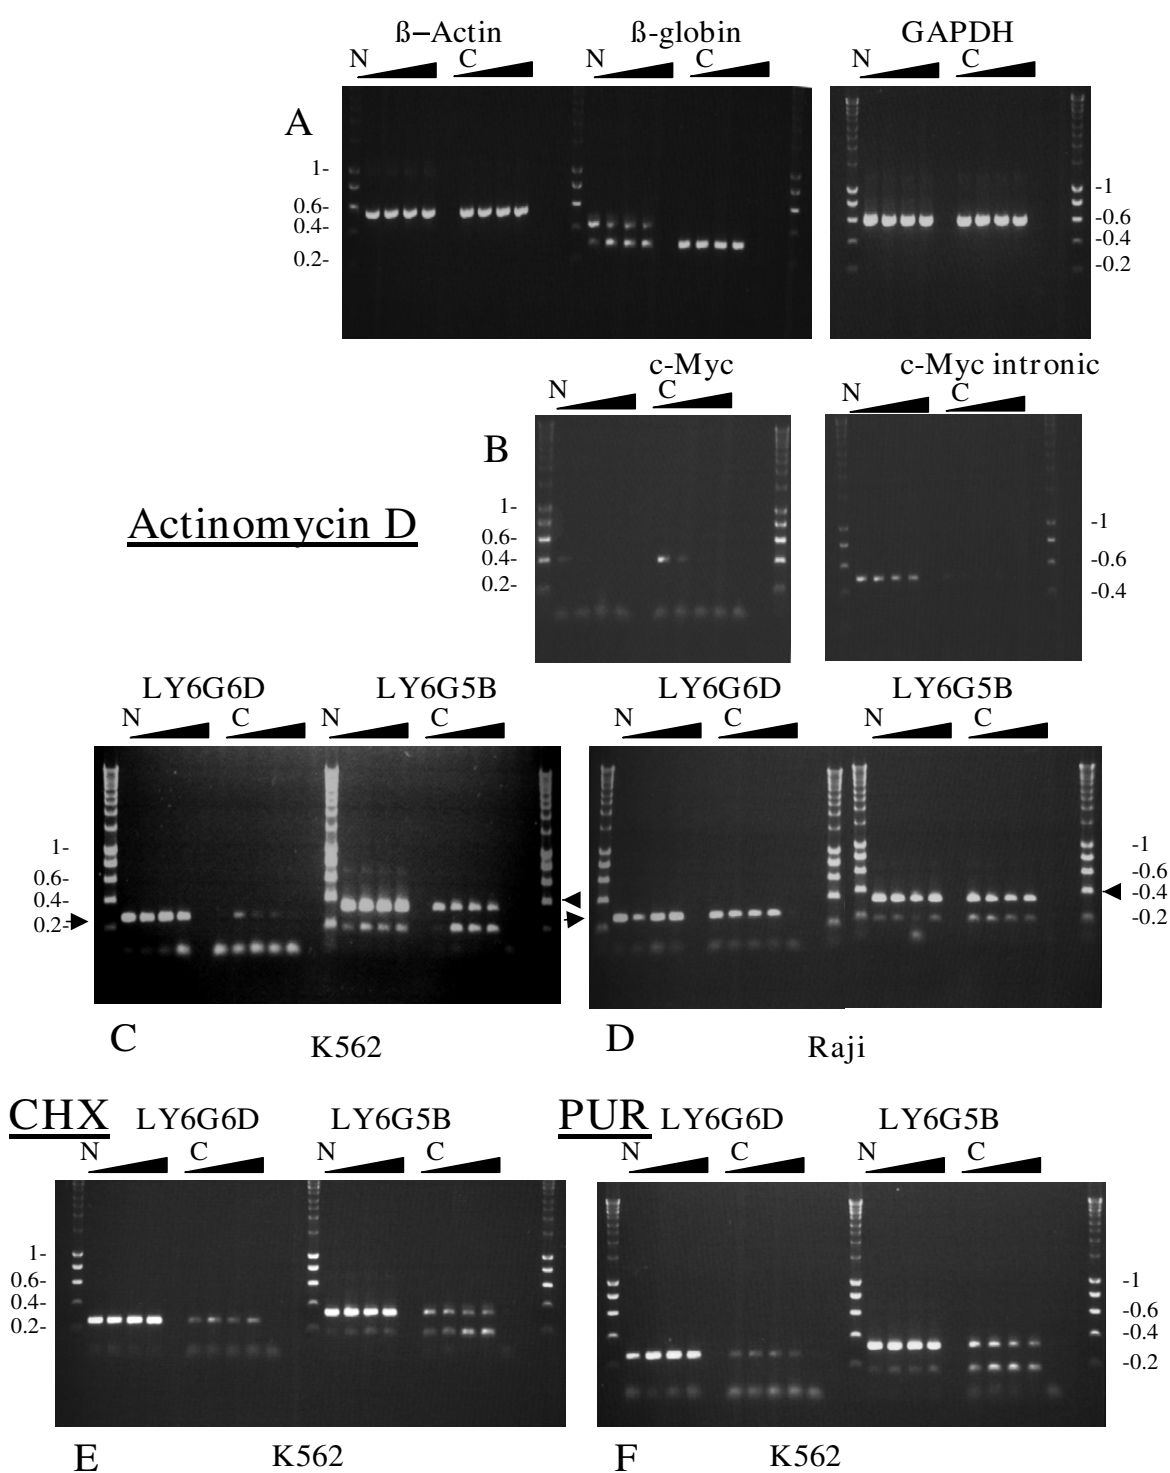 ß–Actin ß-globin GAPDH
N C N C N C
A
1- -1
0.6- -0.6
0.4- -0.4
0.2- -0.2
c-Myc c-Myc intronic
N C N C
B
Actinomycin D
1- -1
0.6- -0.6
0.4- -0.4
0.2-
LY6G6D LY6G5B LY6G6D LY6G5B
N C N C N C N C
1- -1
0.6- -0.6
0.4- -0.4
0.2- -0.2
C K562 D Raji
CHX LY6G6D LY6G5B PUR LY6G6D LY6G5B
N C N C N C N C
1- -1
0.6- -0.6
0.4- -0.4
0.2- -0.2
E K562 F K562